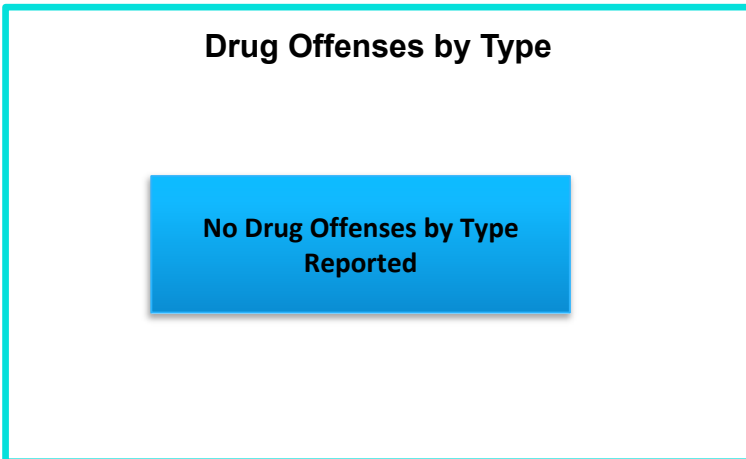 Drug Offenses by Type
No Drug Offenses by Type
Reported